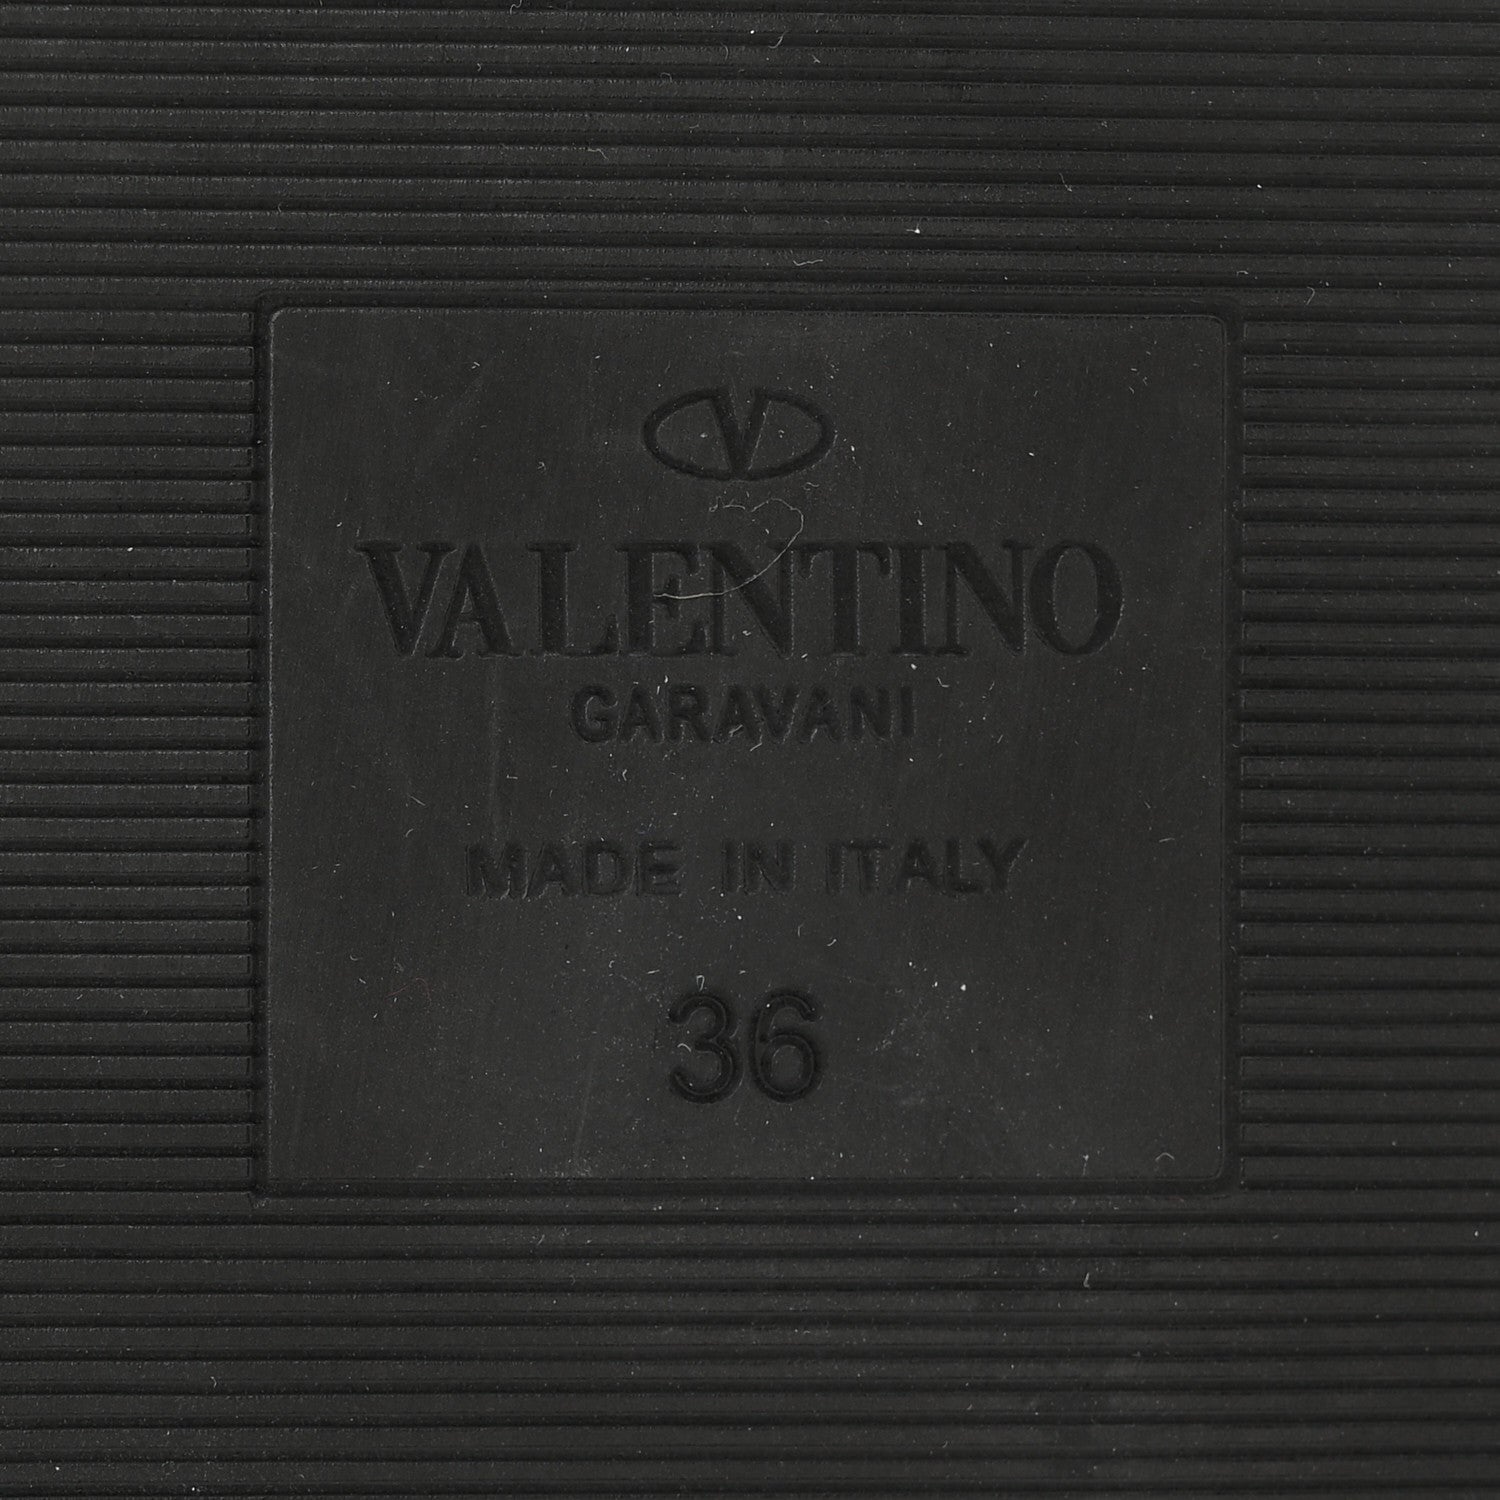 V
VALENTINO
GARAVANI
MADE IN ITALY
36